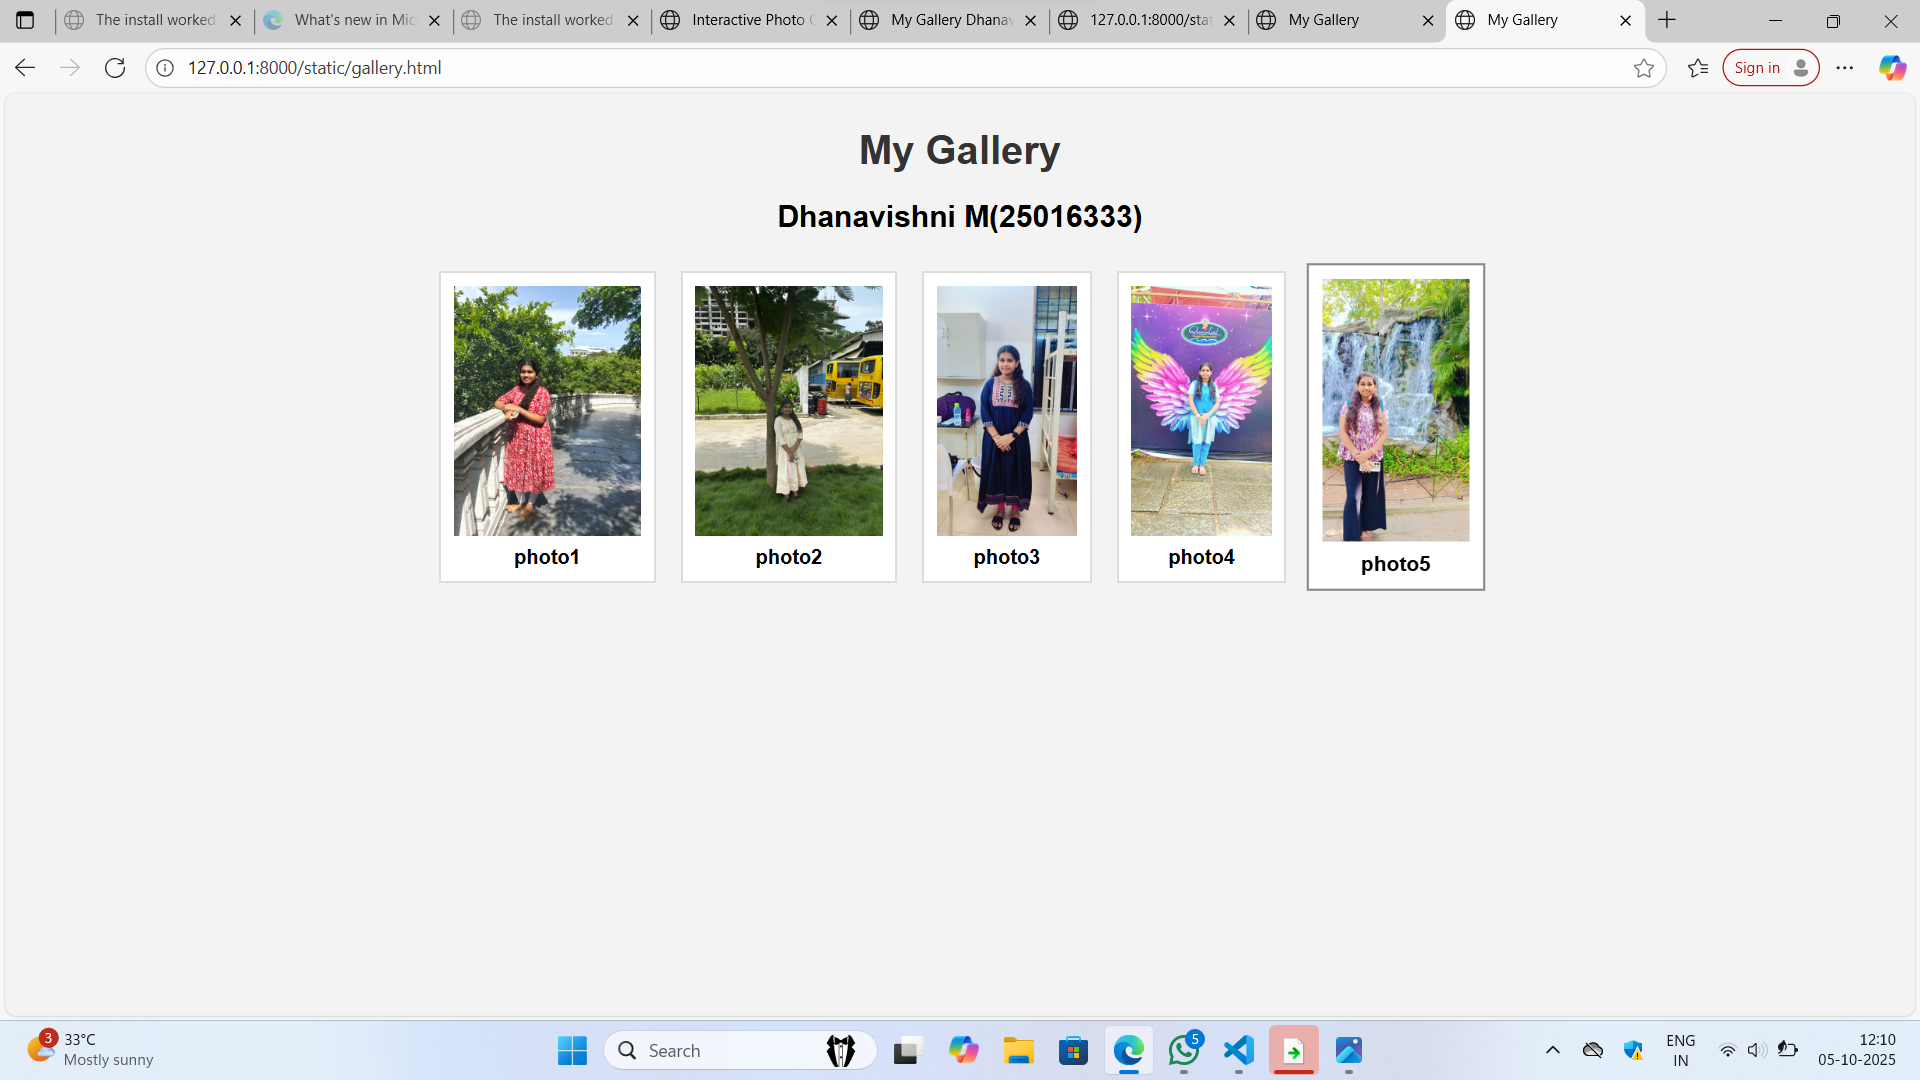 The install worked
What's new in Mic
The install worked
Interactive Photo G
My Gallery Dhanav
127.0.0.1:8000/stat
My Gallery
My Gallery
127.0.0.1:8000/static/gallery.html
Sign in
My Gallery
Dhanavishni M(25016333)
photo1
photo2
photo3
photo4
photo5
3
33°C
Mostly sunny
Search
5
ENG
IN
12:10
05-10-2025